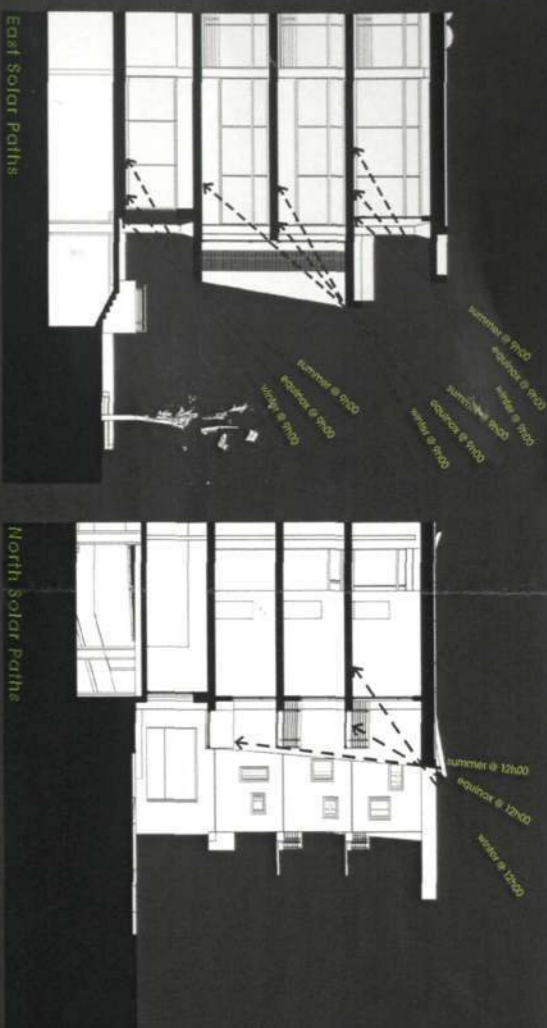 East Solar Paths
summer @ 9h00
equinox @ 9h00
winter @ 9h00
summer @ 9h00
equinox @ 9h00
winter @ 9h00
summer @ 9h00
equinox @ 9h00
winter @ 9h00
North Solar Paths
summer @ 12h00
equinox @ 12h00
winter @ 12h00